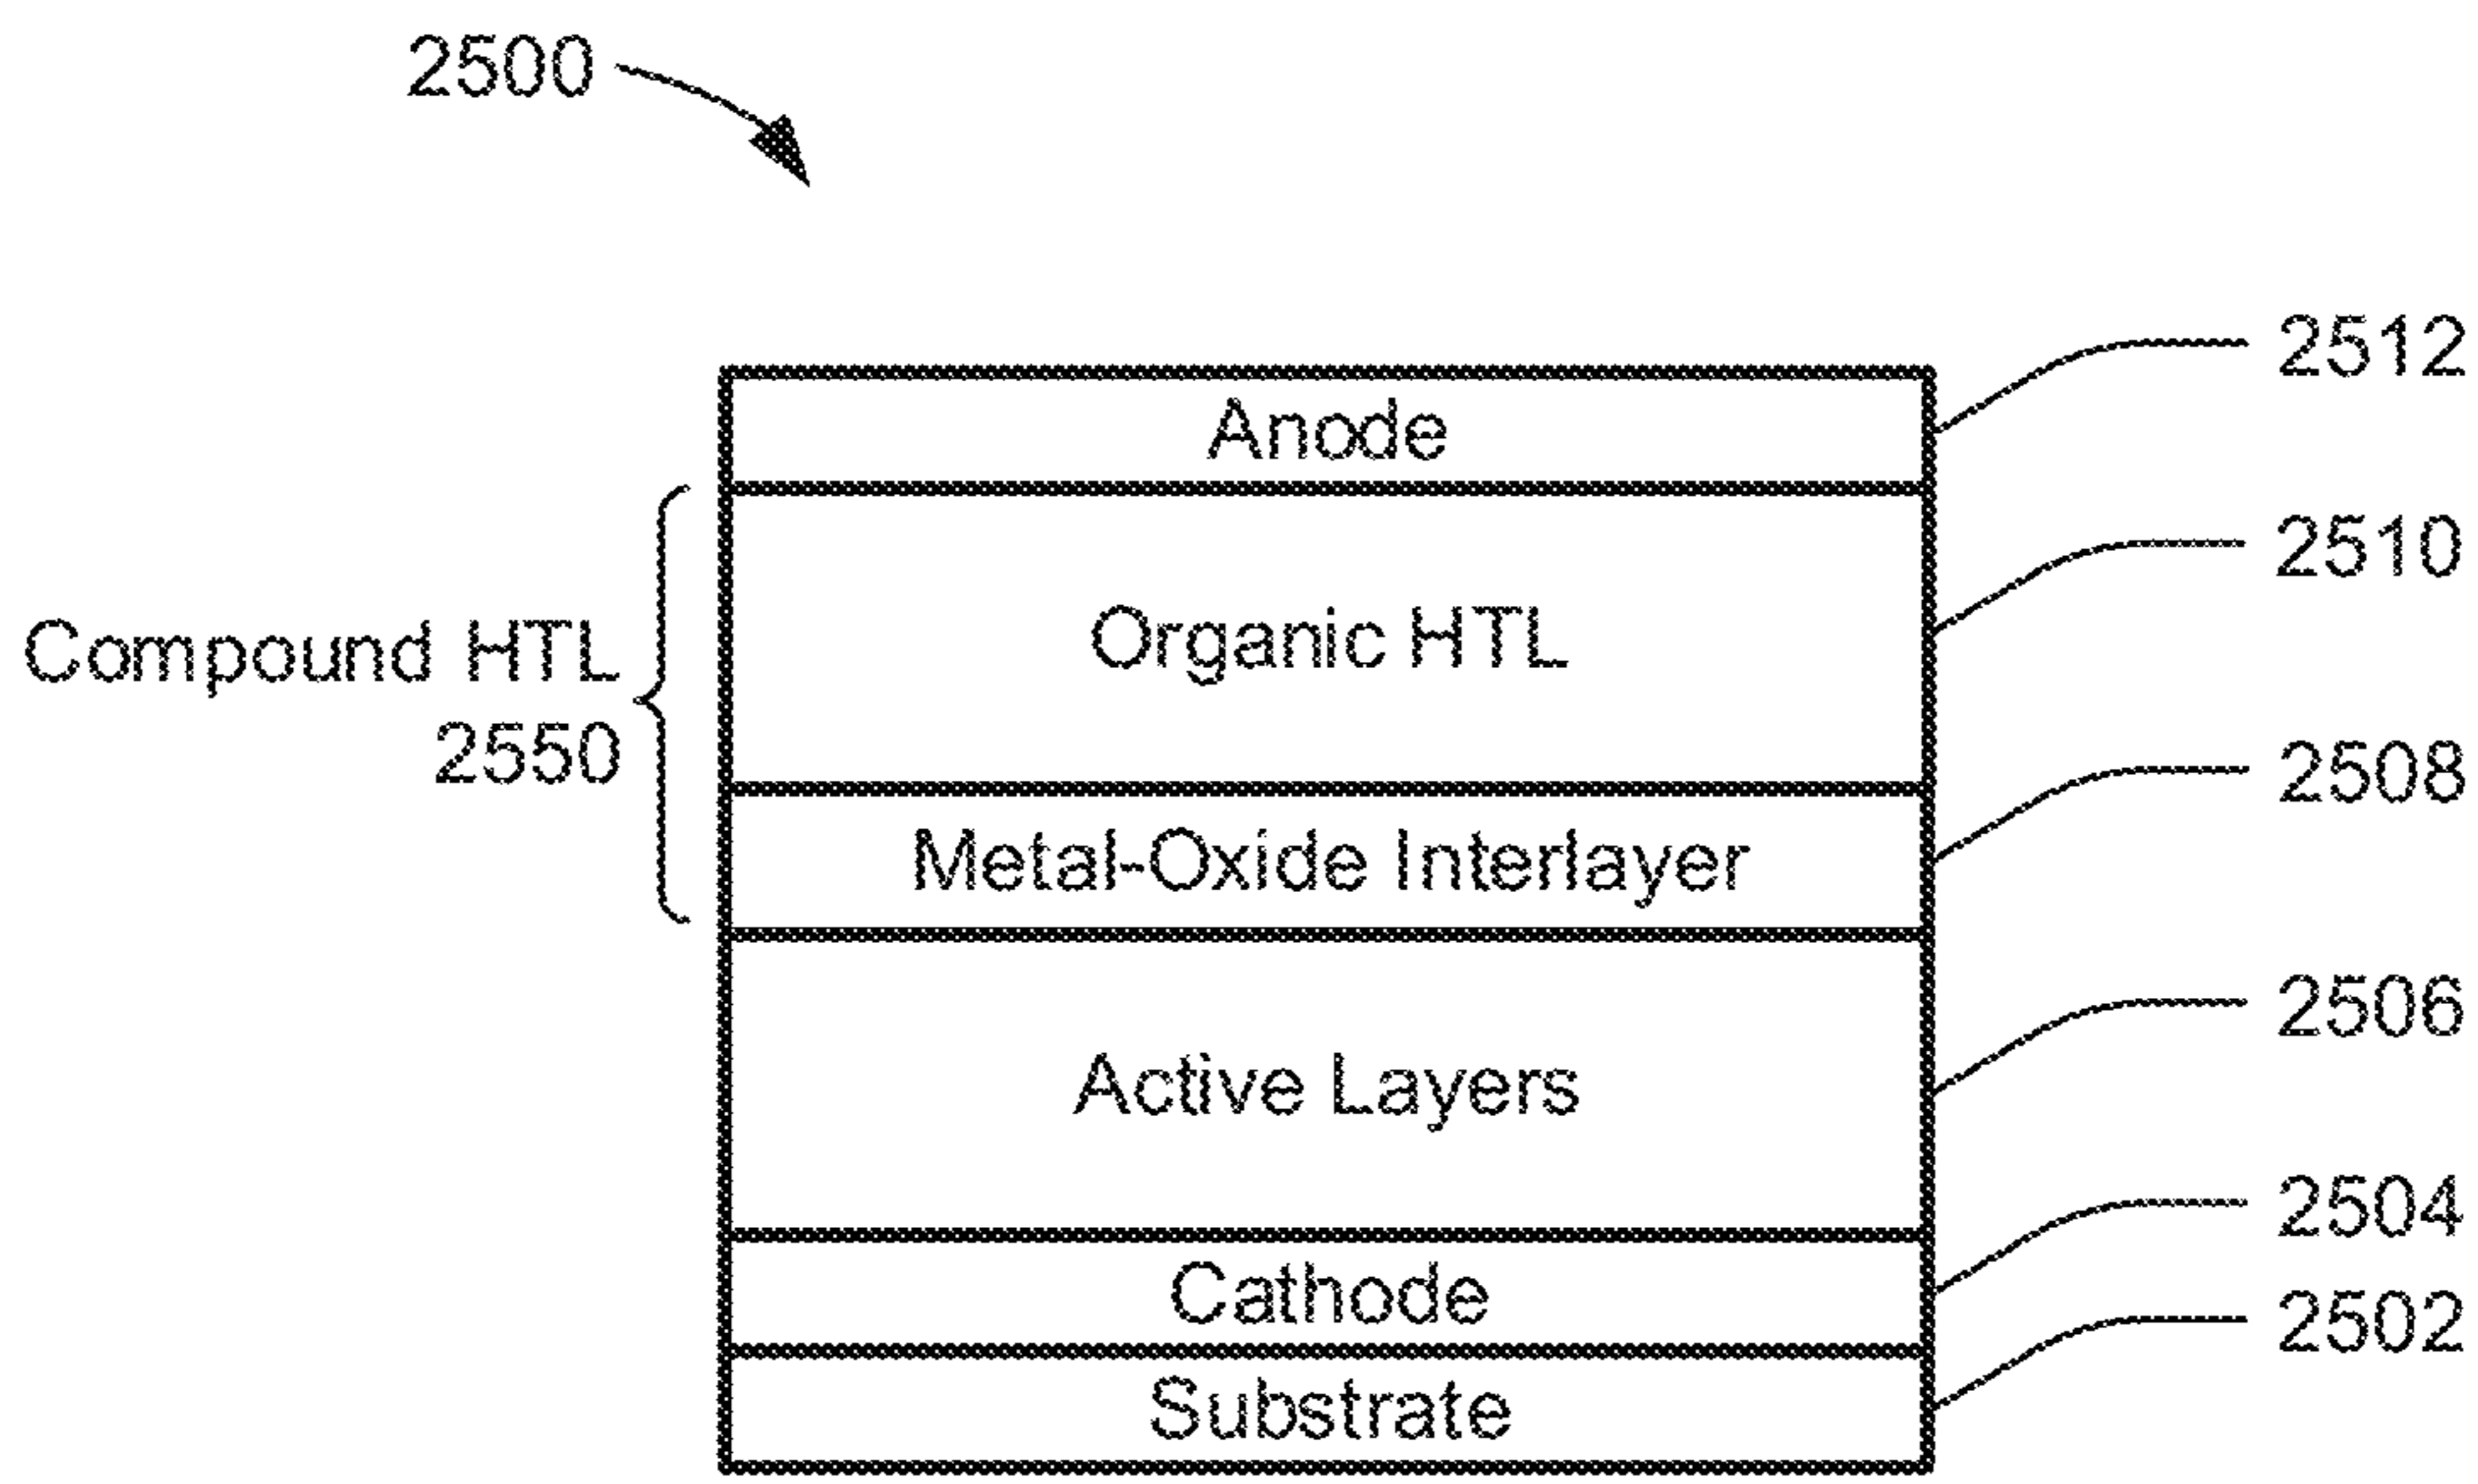 2500
2512
Anode
2510
Organic HTL
Compound HTL
2550
2508
Metal-Oxide Interlayer
2506
Active Layers
2504
Cathode
2502
Substrate